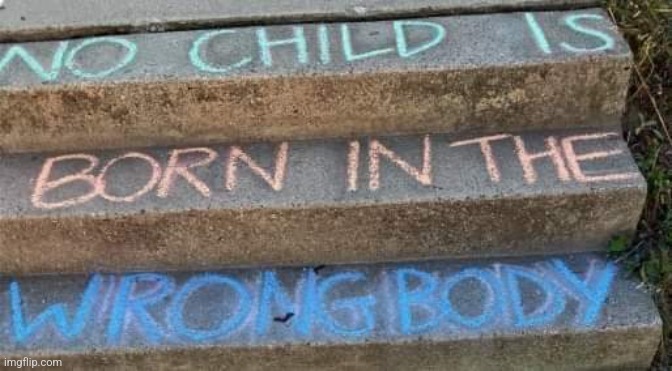 NO CHILD IS
BORN IN THE
WRONG BODY
imgflip.com